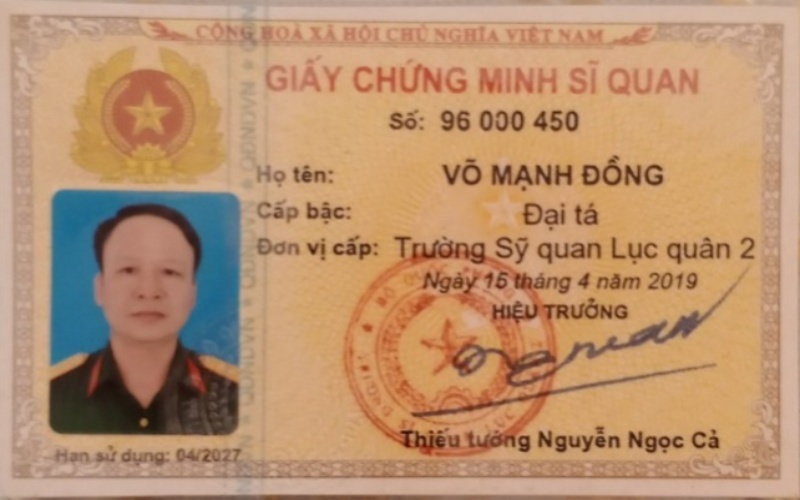 CỘNG HOÀ XÃ HỘI CHỦ NGHĨA VIỆT NAM
GIẤY CHỨNG MINH SĨ QUAN
Số: 96 000 450
Họ tên: VÕ MẠNH ĐỒNG
Cấp bậc: Đại tá
Đơn vị cấp: Trường Sỹ quan Lục quân 2
Ngày 15 tháng 4 năm 2019
HIỆU TRƯỞNG
Thiếu tướng Nguyễn Ngọc Cả
Hạn sử dụng: 04/2027
QĐNDVN